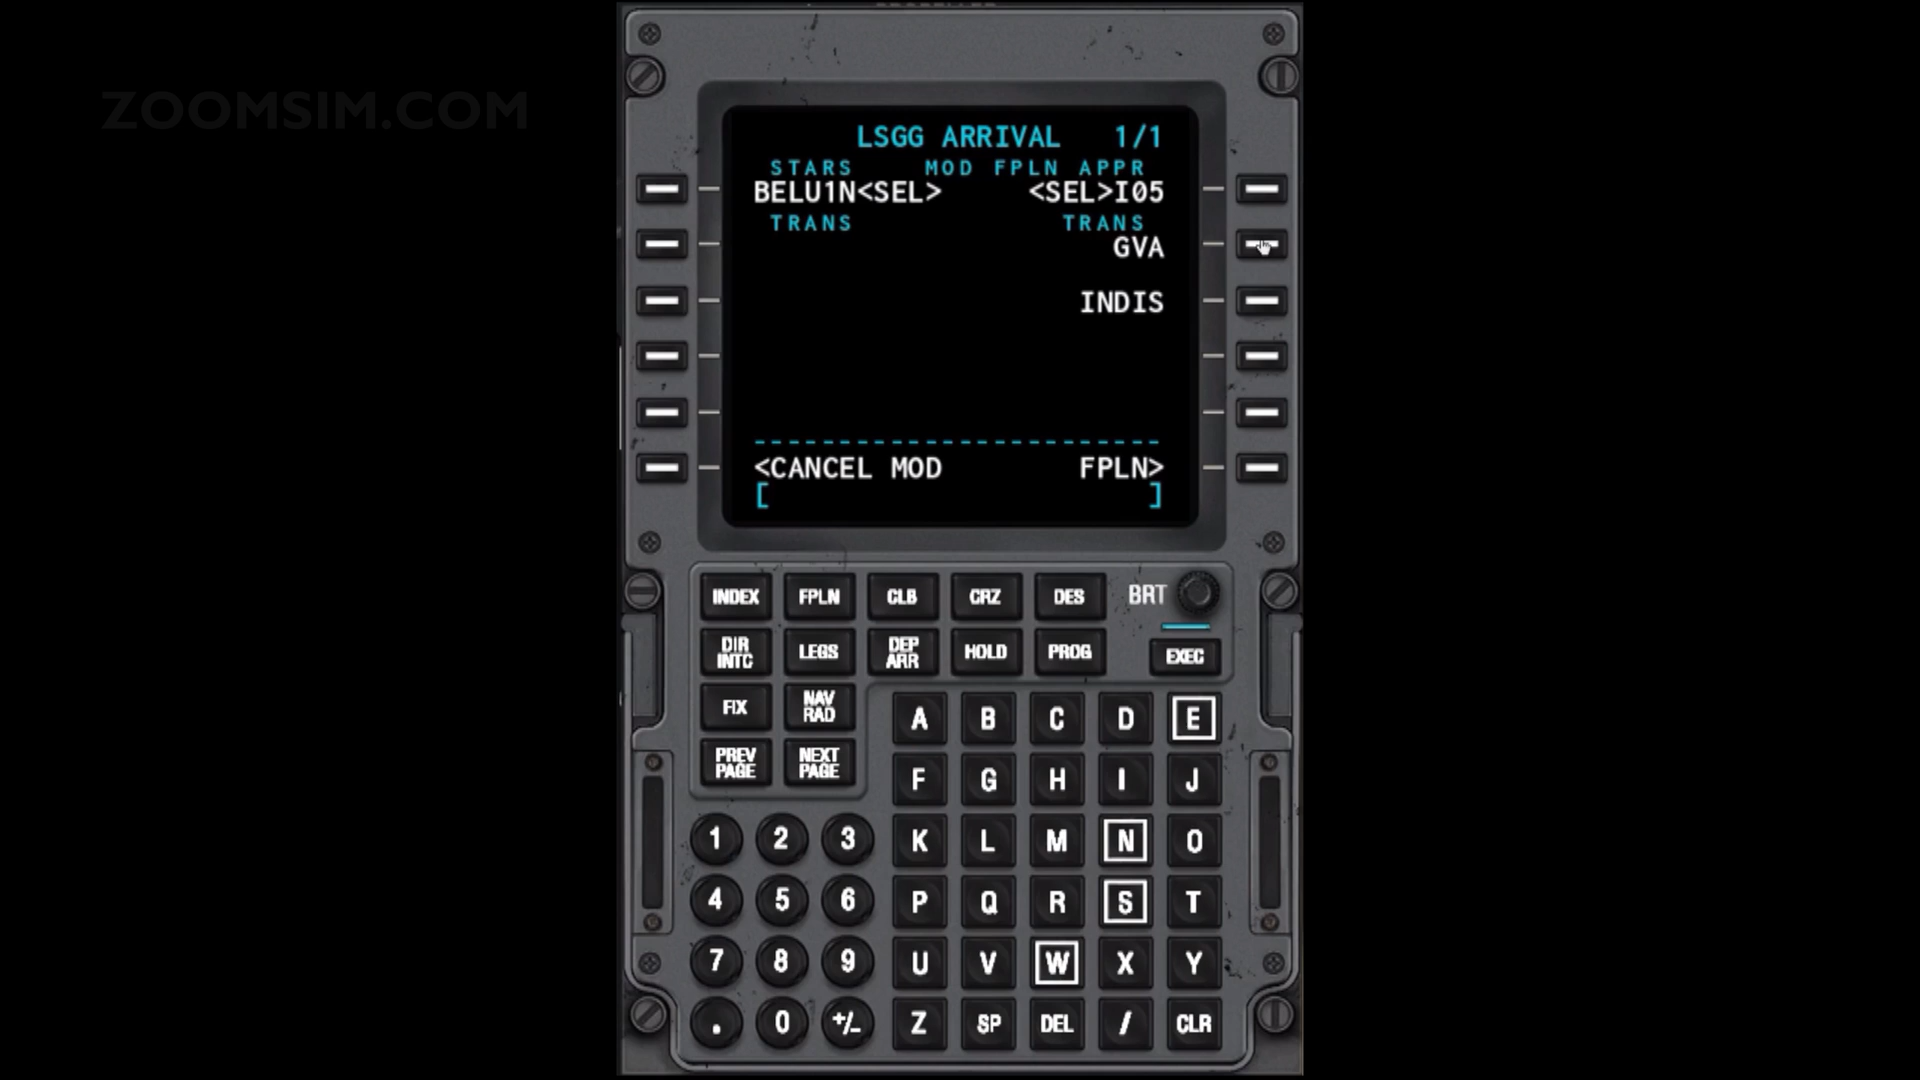 ZOOMSIM.COM
LSGG ARRIVAL 1/1
STARS MOD FPLN APPR
BELU1N<SEL> <SEL>I05
TRANS TRANS
GVA
INDIS
------------------------
<CANCEL MOD FPLN>
[ ]
INDEX FPLN CLB CRZ DES BRT
DIR INTC LEGS DEP ARR HOLD PROG EXEC
FIX NAV RAD
PREV PAGE NEXT PAGE
A B C D E
F G H I J
1 2 3 K L M N O
4 5 6 P Q R S T
7 8 9 U V W X Y
. 0 +/- Z SP DEL / CLR